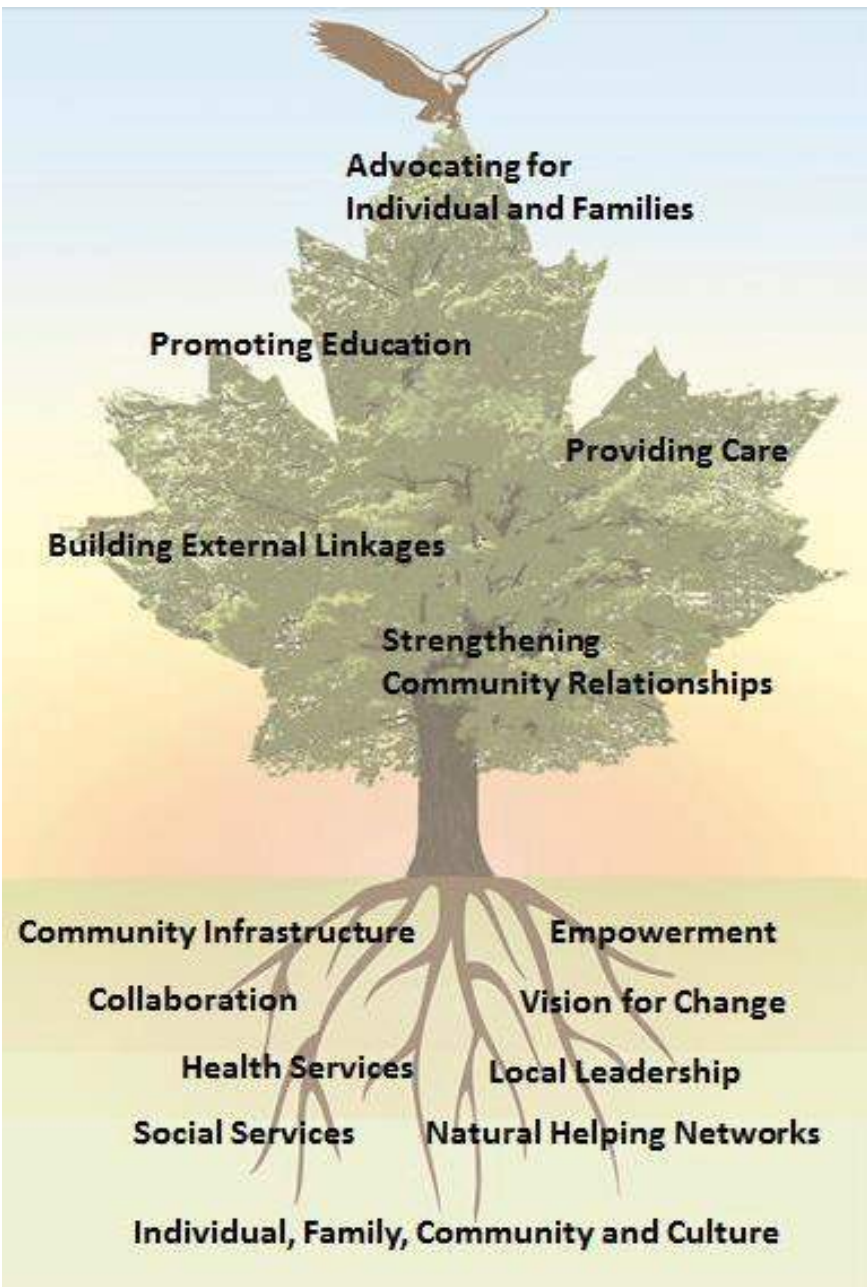 Advocating for
Individual and Families
Promoting Education
Providing Care
Building External Linkages
Strengthening
Community Relationships
Community Infrastructure
Empowerment
Collaboration
Vision for Change
Health Services
Local Leadership
Social Services
Natural Helping Networks
Individual, Family, Community and Culture